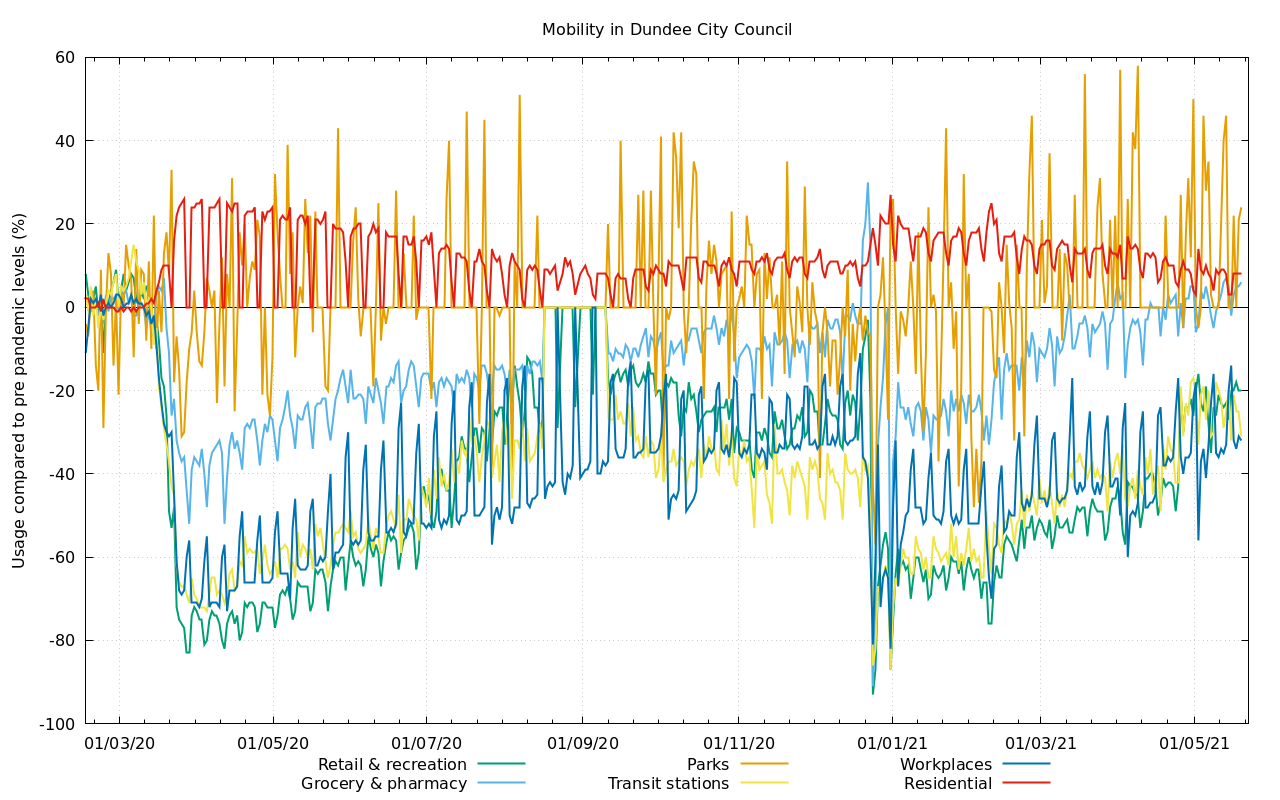 Mobility in Dundee City Council
Usage compared to pre pandemic levels (%)
60
40
20
0
-20
-40
-60
-80
-100
01/03/20 01/05/20 01/07/20 01/09/20 01/11/20 01/01/21 01/03/21 01/05/21
Retail & recreation Parks Workplaces
Grocery & pharmacy Transit stations Residential